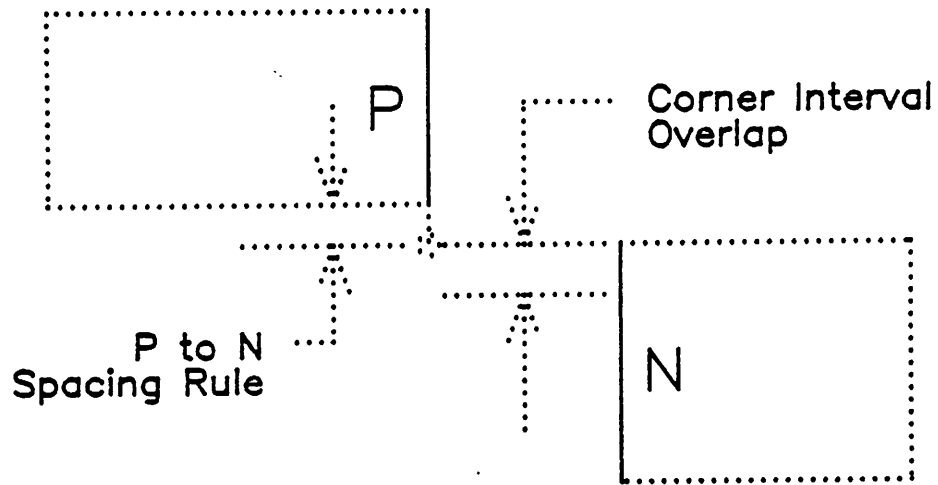 P
Corner Interval
Overlap
P to N
Spacing Rule
N